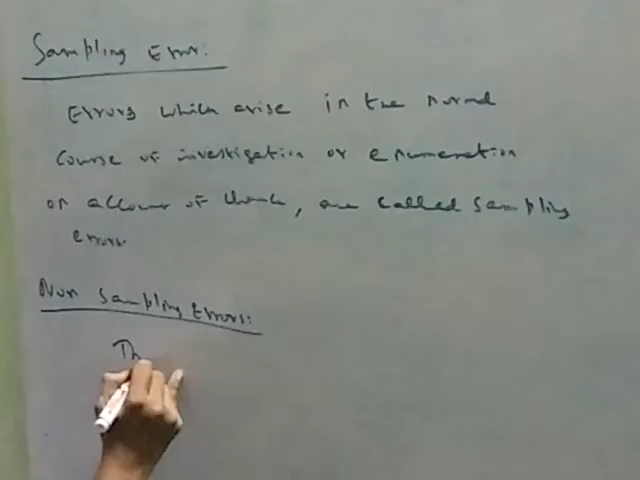 Sampling Error:
Errors which arise in the normal
course of investigation or enumeration
on account of chance, are called sampling
errors.
Non Sampling Errors:
Th